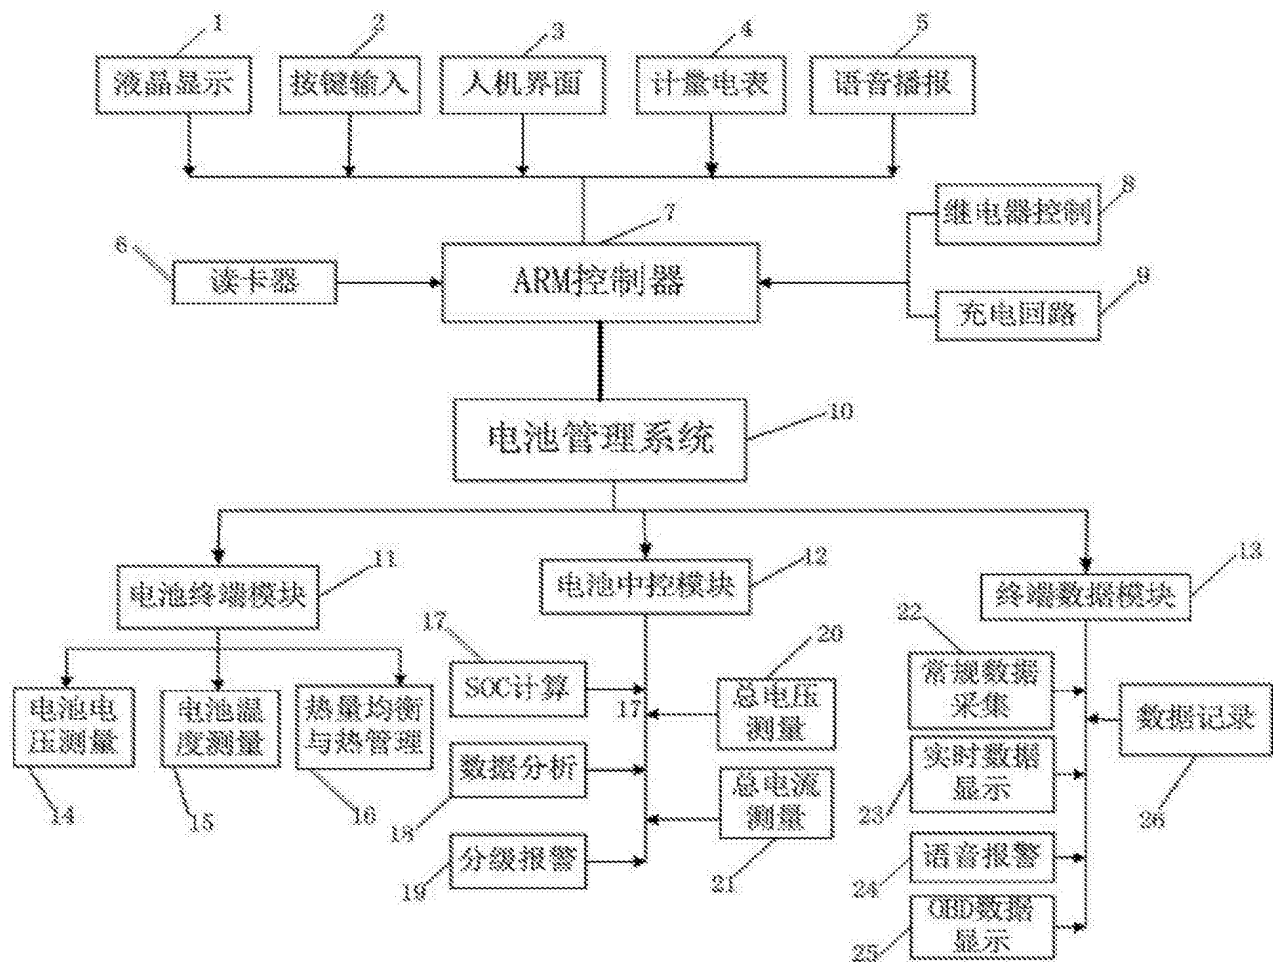 1
2
3
4
5
液晶显示
按键输入
人机界面
计量电表
语音播报
6
读卡器
7
ARM控制器
8
继电器控制
9
充电回路
10
电池管理系统
11
电池终端模块
12
电池中控模块
13
终端数据模块
电池电
压测量
14
电池温
度测量
15
热量均衡
与热管理
16
17
SOC计算
17
数据分析
18
分级报警
19
20
总电压
测量
总电流
测量
21
22
常规数据
采集
实时数据
显示
23
语音报警
24
OBD数据
显示
25
数据记录
26